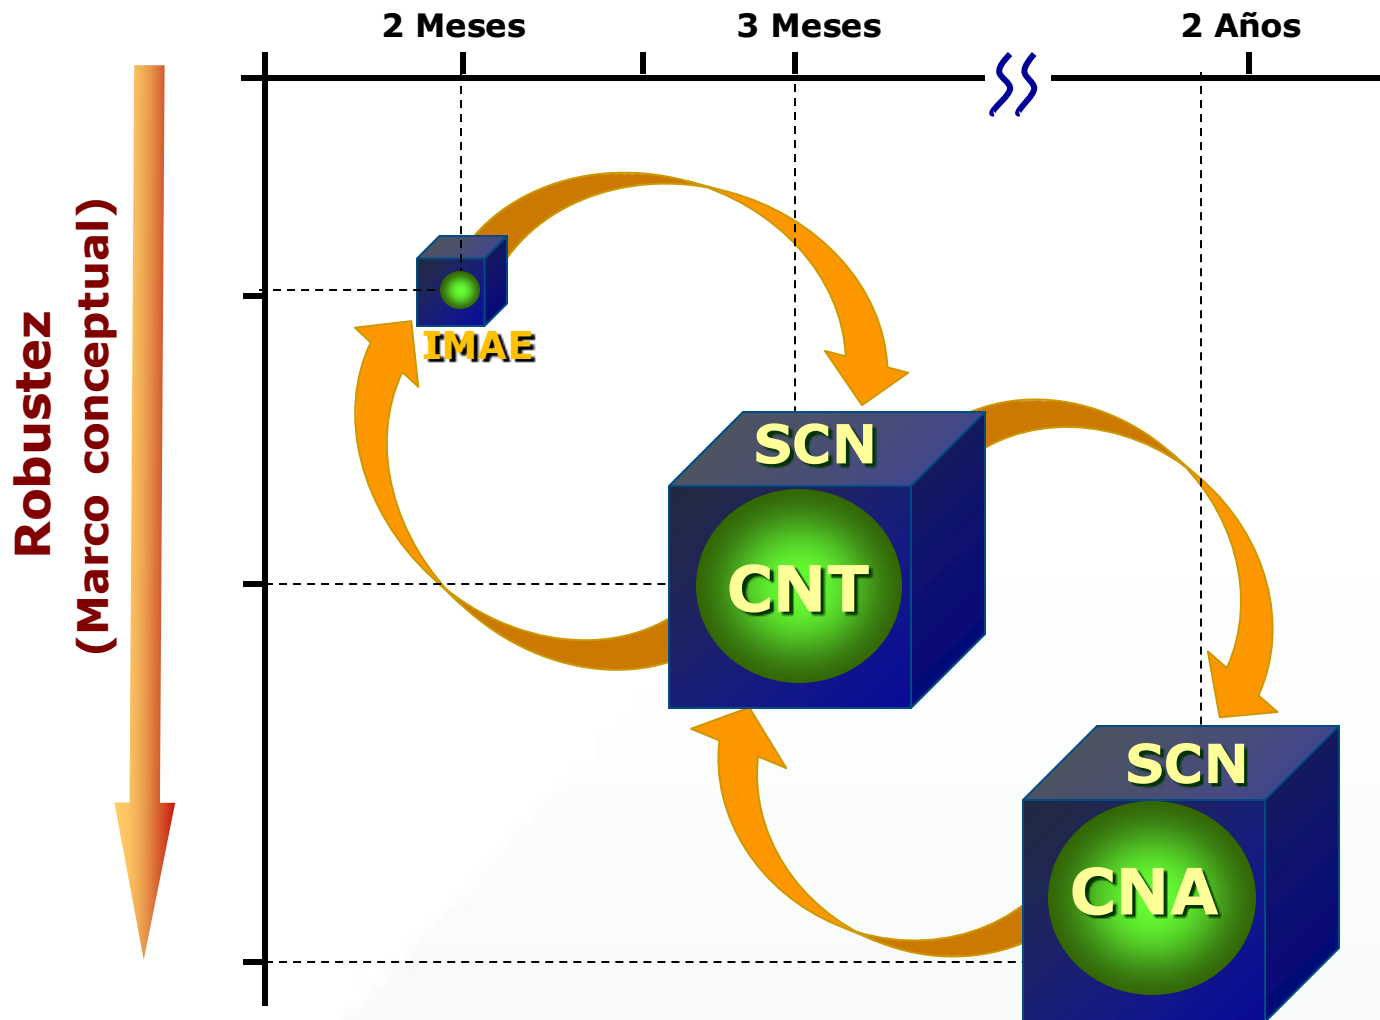 2 Meses
3 Meses
2 Años
Robustez
(Marco conceptual)
IMAE
SCN
CNT
SCN
CNA